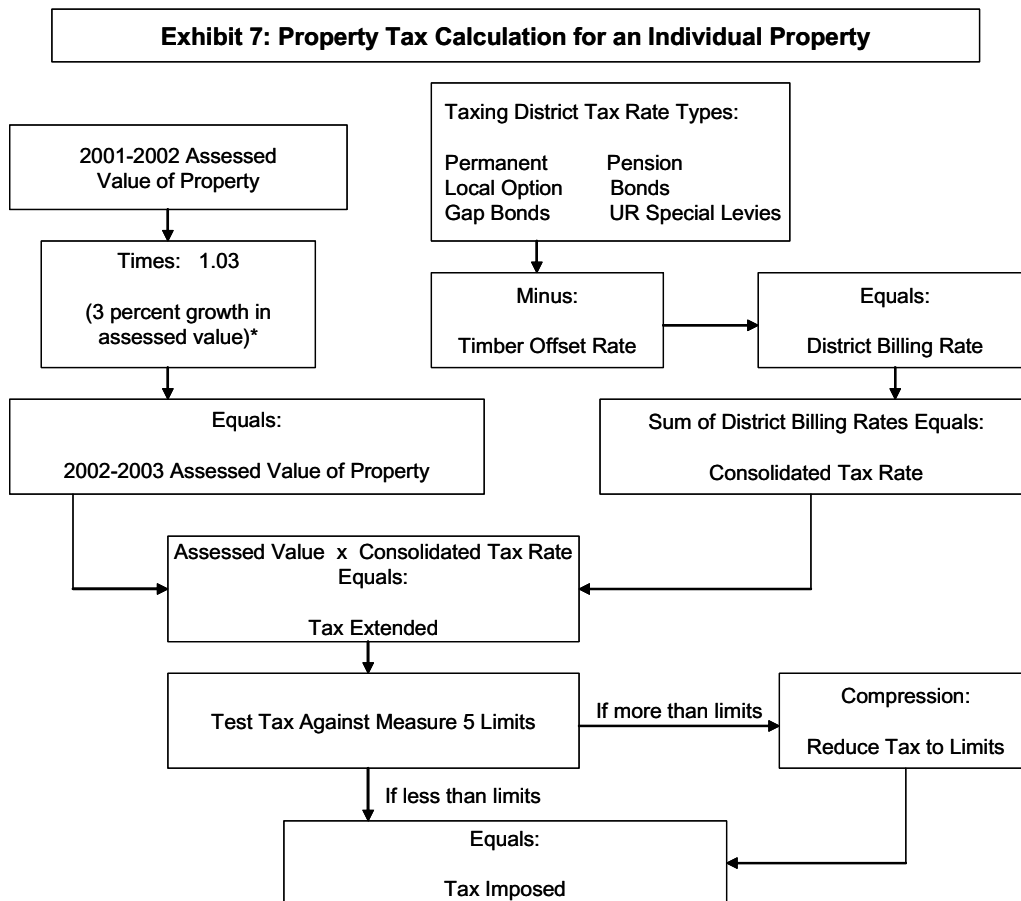 Exhibit 7: Property Tax Calculation for an Individual Property
Taxing District Tax Rate Types:
Permanent Pension
Local Option Bonds
Gap Bonds UR Special Levies
2001-2002 Assessed
Value of Property
Times: 1.03
(3 percent growth in
assessed value)*
Minus:
Timber Offset Rate
Equals:
District Billing Rate
Equals:
2002-2003 Assessed Value of Property
Sum of District Billing Rates Equals:
Consolidated Tax Rate
Assessed Value x Consolidated Tax Rate
Equals:
Tax Extended
Test Tax Against Measure 5 Limits
If more than limits
Compression:
Reduce Tax to Limits
If less than limits
Equals:
Tax Imposed